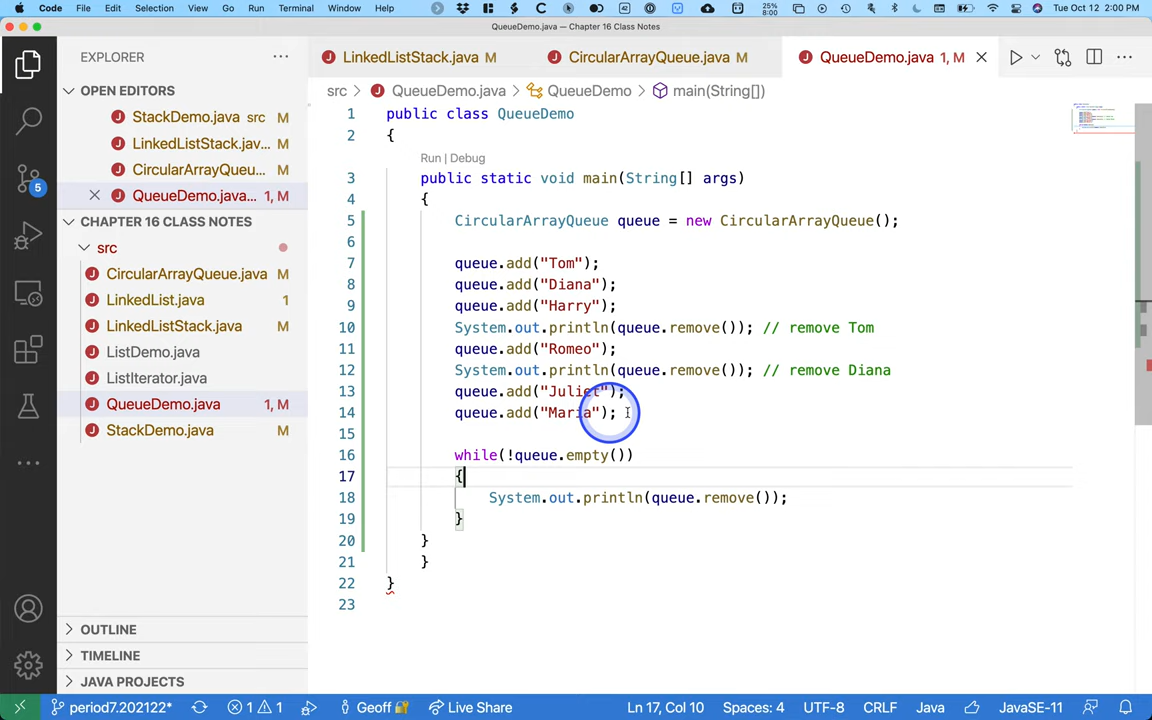 Code File Edit Selection View Go Run Terminal Window Help 42 25% 8:00 Tue Oct 12 2:00 PM
QueueDemo.java — Chapter 16 Class Notes
EXPLORER
LinkedListStack.java M
CircularArrayQueue.java M
QueueDemo.java 1, M
src > QueueDemo.java > QueueDemo > main(String[])
OPEN EDITORS
StackDemo.java src M
LinkedListStack.jav... M
CircularArrayQueu... M
QueueDemo.java... 1, M
CHAPTER 16 CLASS NOTES
src
CircularArrayQueue.java M
LinkedList.java 1
LinkedListStack.java M
ListDemo.java
ListIterator.java
QueueDemo.java 1, M
StackDemo.java M
OUTLINE
TIMELINE
JAVA PROJECTS
5
1 public class QueueDemo
2 {
Run | Debug
3 public static void main(String[] args)
4 {
5 CircularArrayQueue queue = new CircularArrayQueue();
6
7 queue.add("Tom");
8 queue.add("Diana");
9 queue.add("Harry");
10 System.out.println(queue.remove()); // remove Tom
11 queue.add("Romeo");
12 System.out.println(queue.remove()); // remove Diana
13 queue.add("Juliet");
14 queue.add("Maria");
15
16 while(!queue.empty())
17 {
18 System.out.println(queue.remove());
19 }
20 }
21 }
22 }
23
period7.202122* 1 1 Geoff Live Share Ln 17, Col 10 Spaces: 4 UTF-8 CRLF Java JavaSE-11